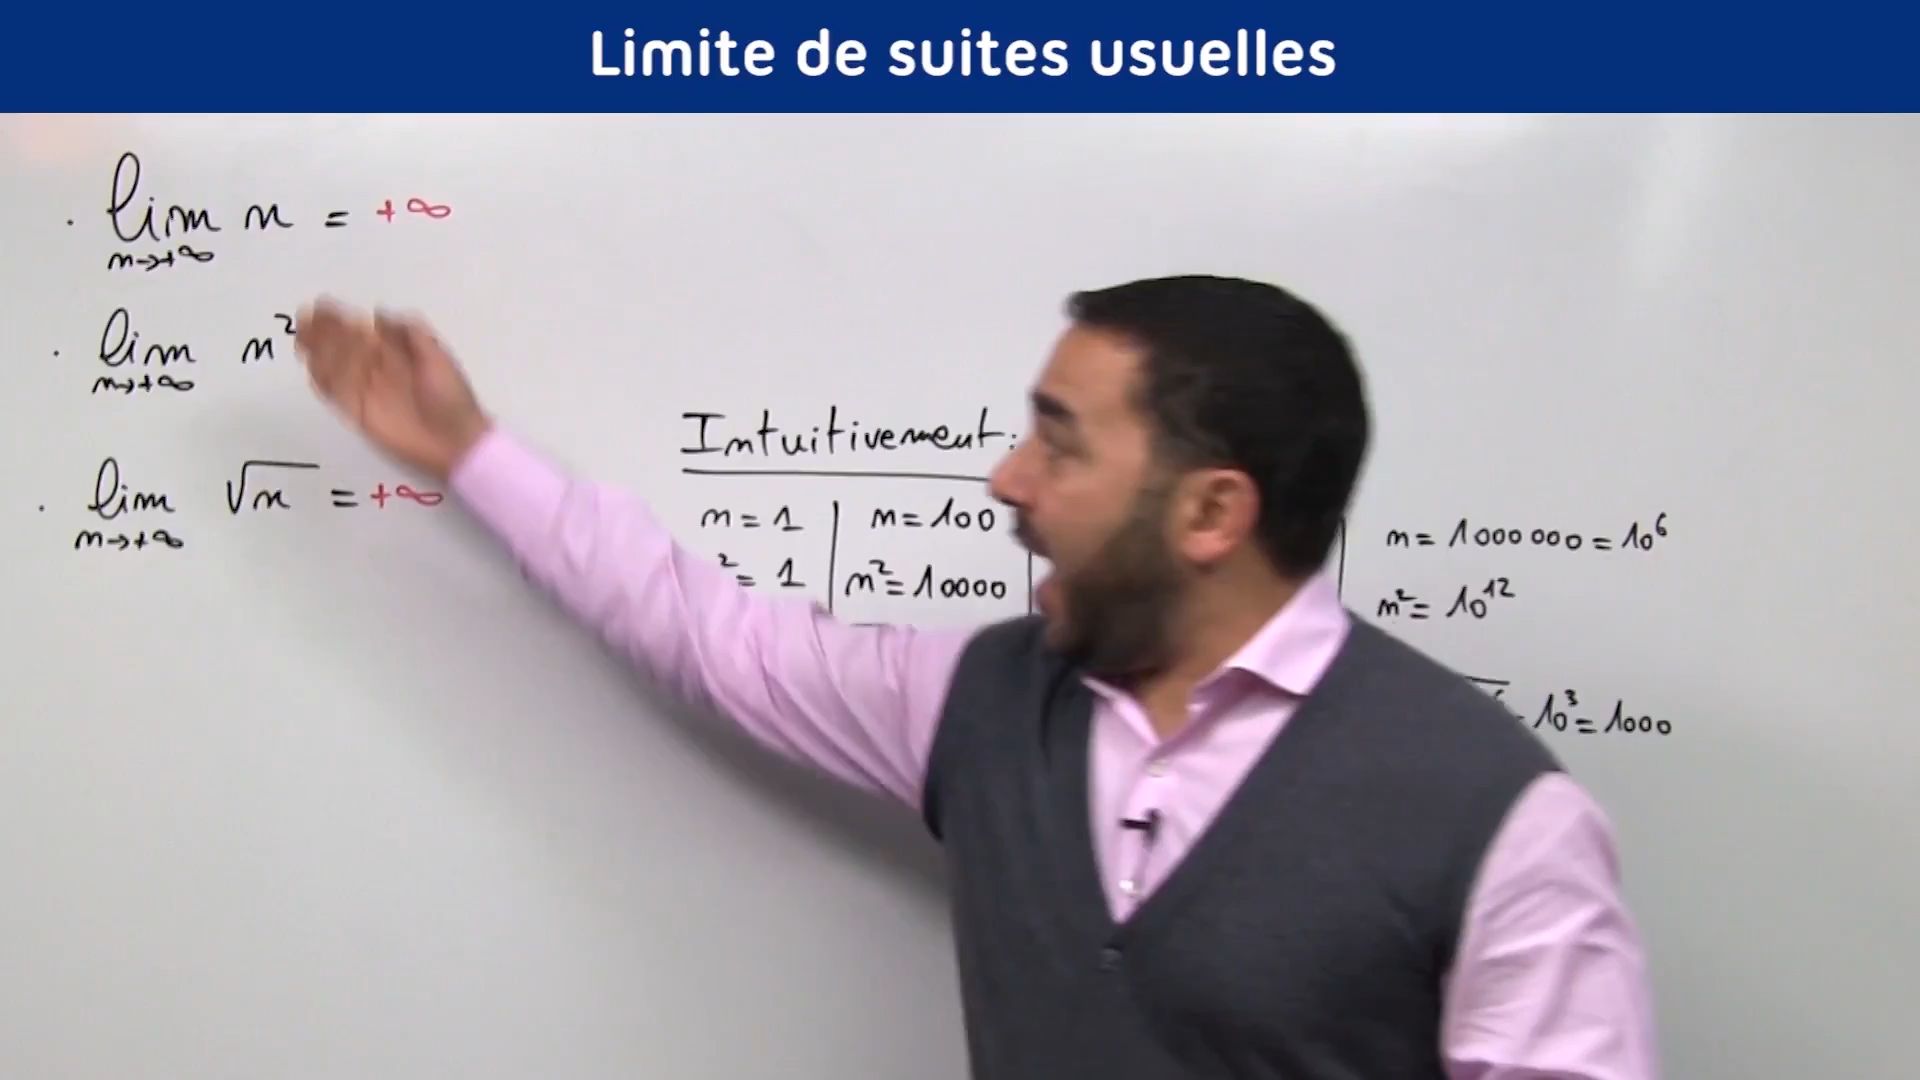 Limite de suites usuelles
. lim n = +∞
n→+∞
. lim n²
n→+∞
. lim √n = +∞
n→+∞
Intuitivement:
n = 1 | n = 100
n = 1000000 = 10⁶
² = 1 | n² = 10000
n² = 10¹²
10³ = 1000